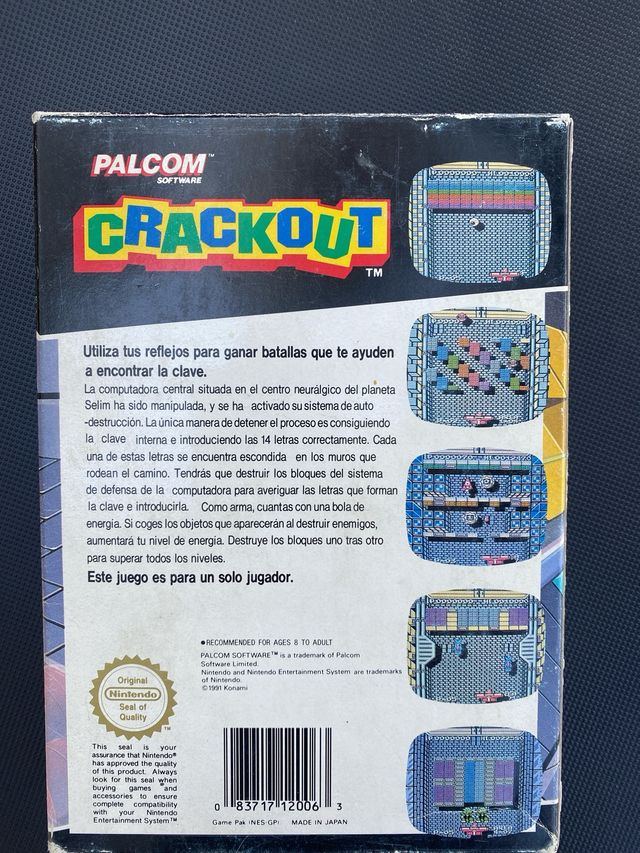 PALCOM™
SOFTWARE
CRACKOUT
TM
Utiliza tus reflejos para ganar batallas que te ayuden
a encontrar la clave.
La computadora central situada en el centro neurálgico del planeta
Selim ha sido manipulada, y se ha activado su sistema de auto
-destrucción. La única manera de detener el proceso es consiguiendo
la clave interna e introduciendo las 14 letras correctamente. Cada
una de estas letras se encuentra escondida en los muros que
rodean el camino. Tendrás que destruir los bloques del sistema
de defensa de la computadora para averiguar las letras que forman
la clave e introducirla. Como arma, cuantas con una bola de
energia. Si coges los objetos que aparecerán al destruir enemigos,
aumentará tu nivel de energia. Destruye los bloques uno tras otro
para superar todos los niveles.
Este juego es para un solo jugador.
●RECOMMENDED FOR AGES 8 TO ADULT
PALCOM SOFTWARE™ is a trademark of Palcom
Software Limited.
Nintendo and Nintendo Entertainment System are trademarks
of Nintendo.
©1991 Konami
Original
Nintendo
Seal of
Quality
TM
This seal is your
assurance that Nintendo®
has approved the quality
of this product. Always
look for this seal when
buying games and
accessories to ensure
complete compatibility
with your Nintendo
Entertainment System™
0 83717 12006 3
Game Pak (NES-GP) MADE IN JAPAN